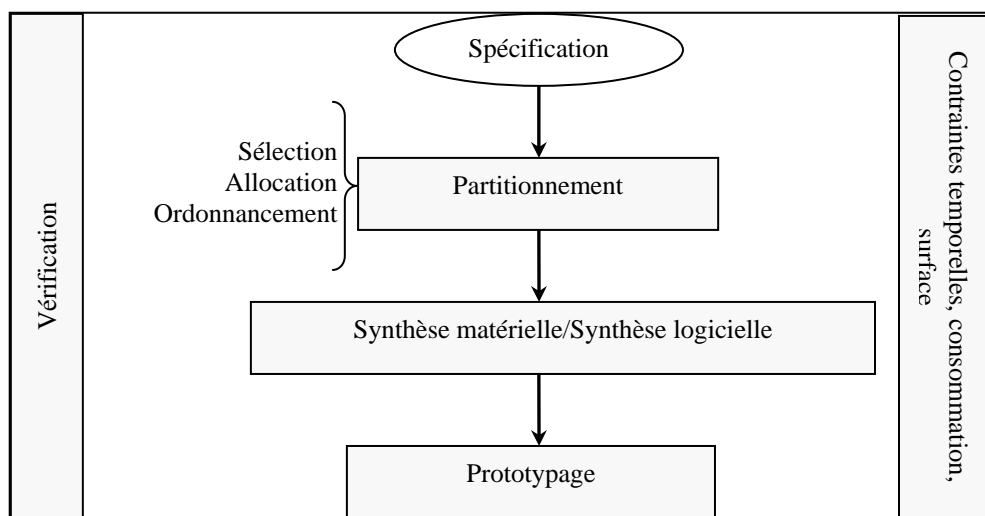 Spécification
Sélection
Allocation
Ordonnancement
Partitionnement
Synthèse matérielle/Synthèse logicielle
Prototypage
Vérification
Contraintes temporelles, consommation,
surface